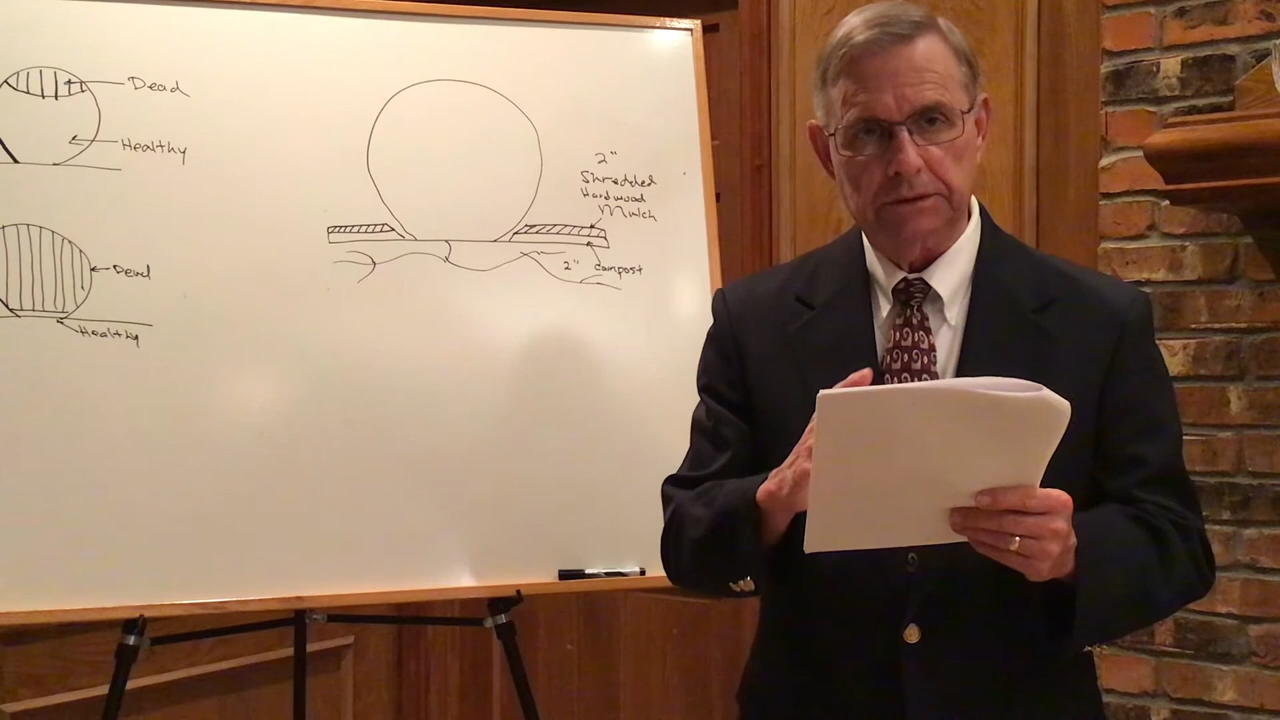 Dead
Healthy
Dead
Healthy
2"
Shredded
Hardwood
Mulch
2" compost